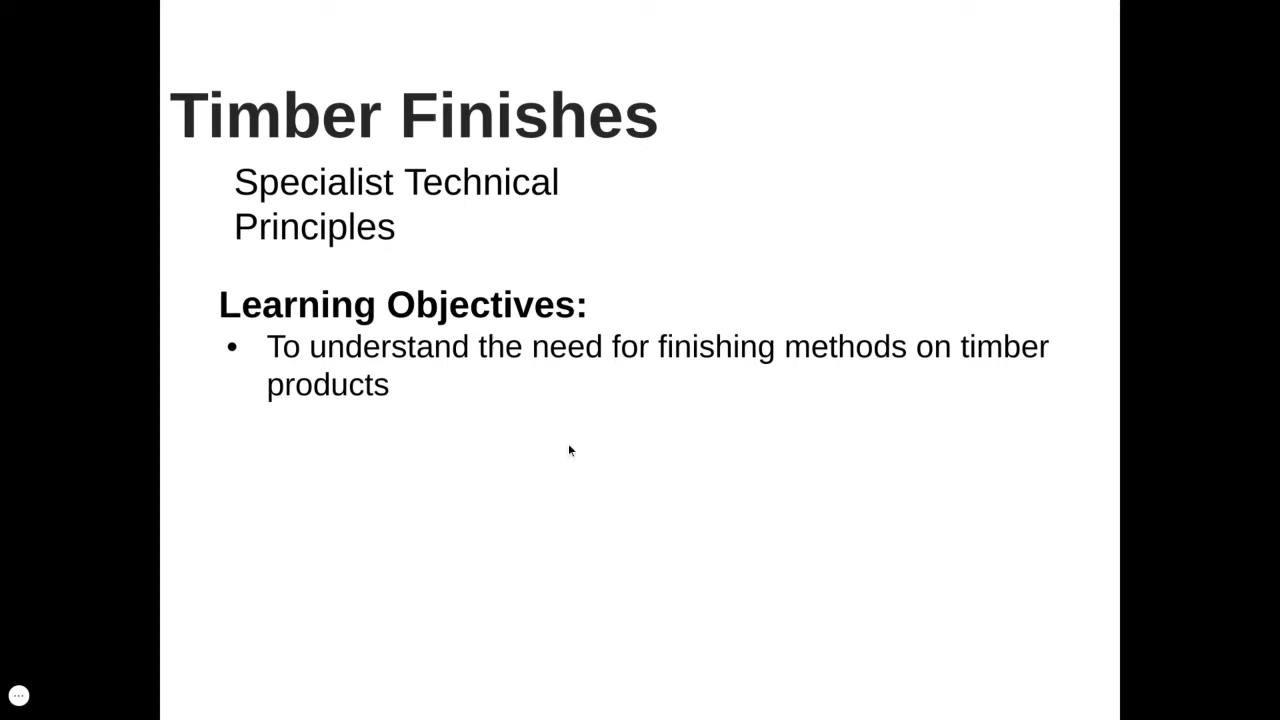 Timber Finishes
Specialist Technical
Principles
Learning Objectives:
• To understand the need for finishing methods on timber
products